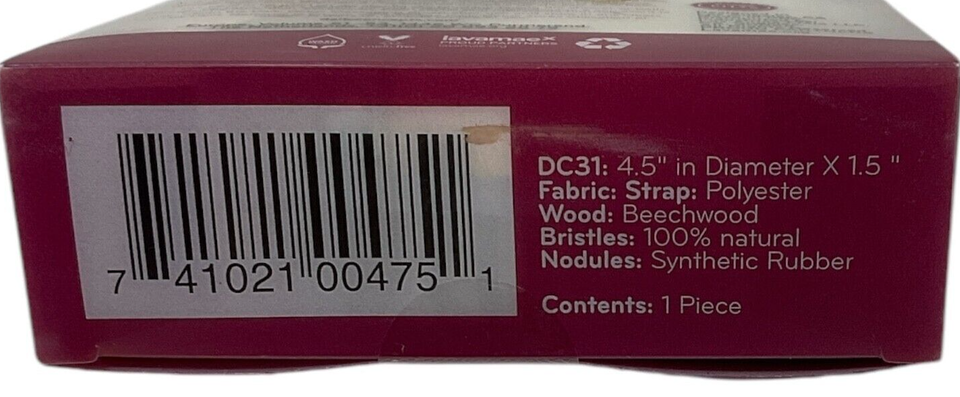 lavamaex
PROUD PARTNERS
DC31: 4.5" in Diameter X 1.5 "
Fabric: Strap: Polyester
Wood: Beechwood
Bristles: 100% natural
Nodules: Synthetic Rubber
Contents: 1 Piece
7 41021 00475 1